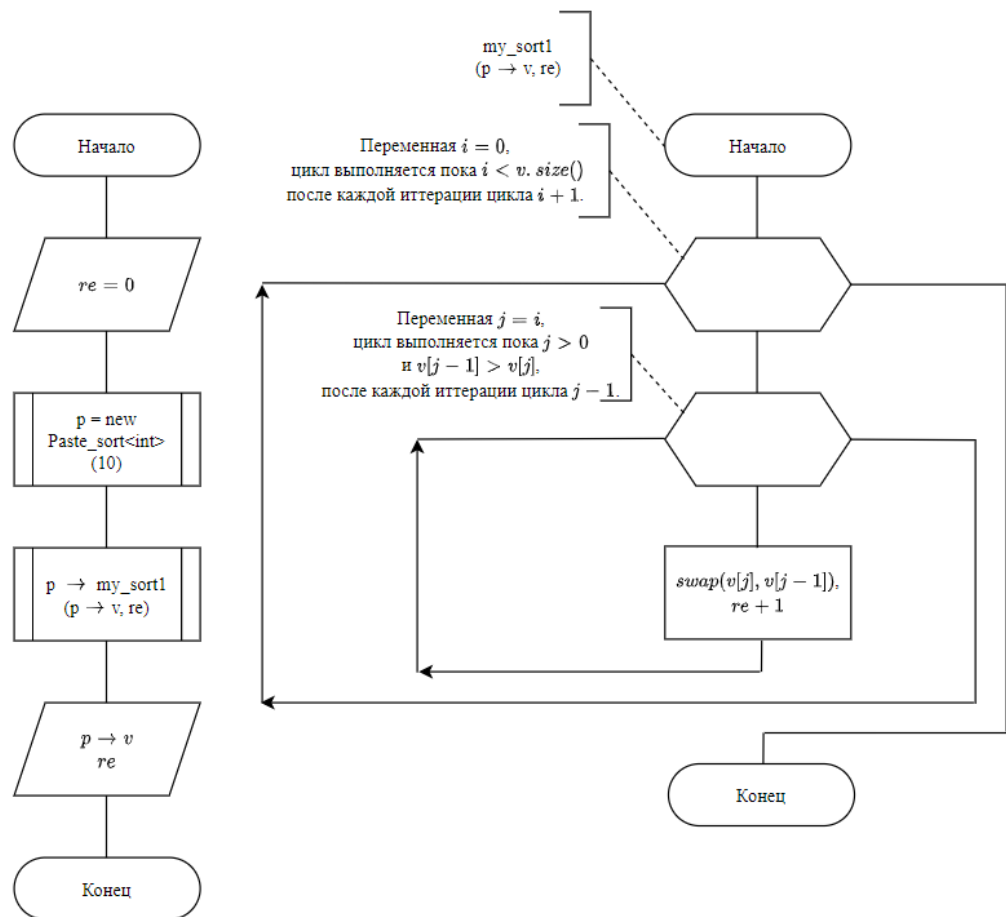 Начало
re = 0
p = new
Paste_sort<int>
(10)
p → my_sort1
(p → v, re)
p → v
re
Конец
my_sort1
(p → v, re)
Начало
Переменная i = 0,
цикл выполняется пока i < v. size()
после каждой иттерации цикла i + 1.
Переменная j = i,
цикл выполняется пока j > 0
и v[j − 1] > v[j],
после каждой иттерации цикла j − 1.
swap(v[j], v[j − 1]),
re + 1
Конец